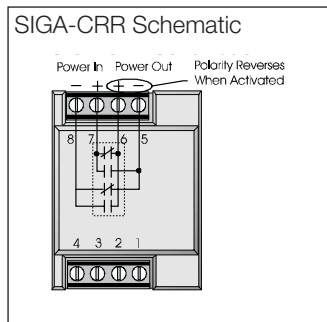 SIGA-CRR Schematic
Power In Power Out Polarity Reverses
When Activated
− + + −
8 7 6 5
4 3 2 1